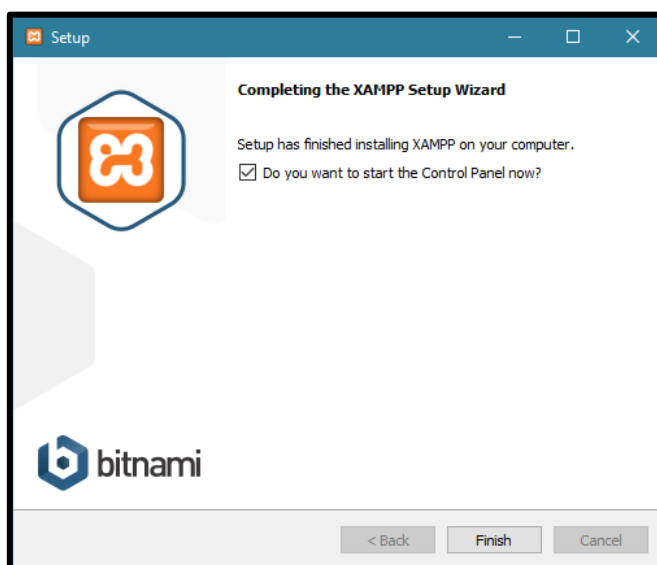 Setup
Completing the XAMPP Setup Wizard
Setup has finished installing XAMPP on your computer.
Do you want to start the Control Panel now?
bitnami
< Back
Finish
Cancel